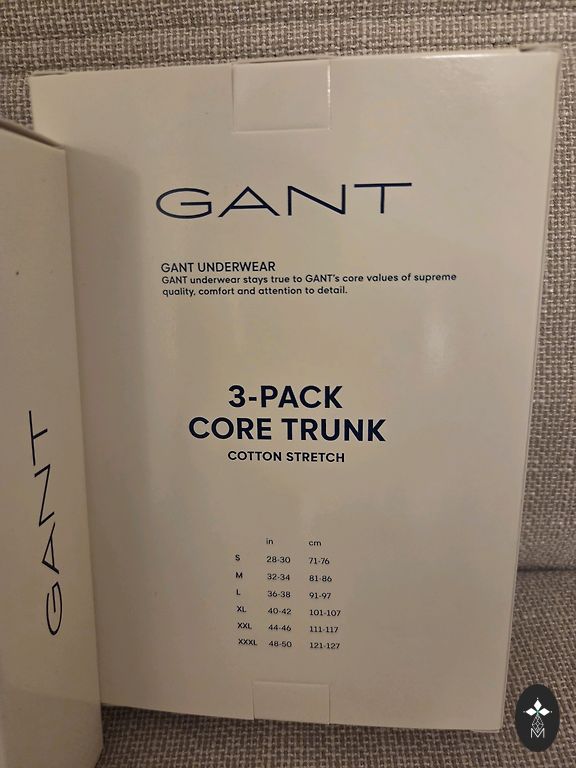 GANT
GANT UNDERWEAR
GANT underwear stays true to GANT's core values of supreme
quality, comfort and attention to detail.
3-PACK
CORE TRUNK
COTTON STRETCH
in cm
S 28-30 71-76
M 32-34 81-86
L 36-38 91-97
XL 40-42 101-107
XXL 44-46 111-117
XXXL 48-50 121-127
GANT
M